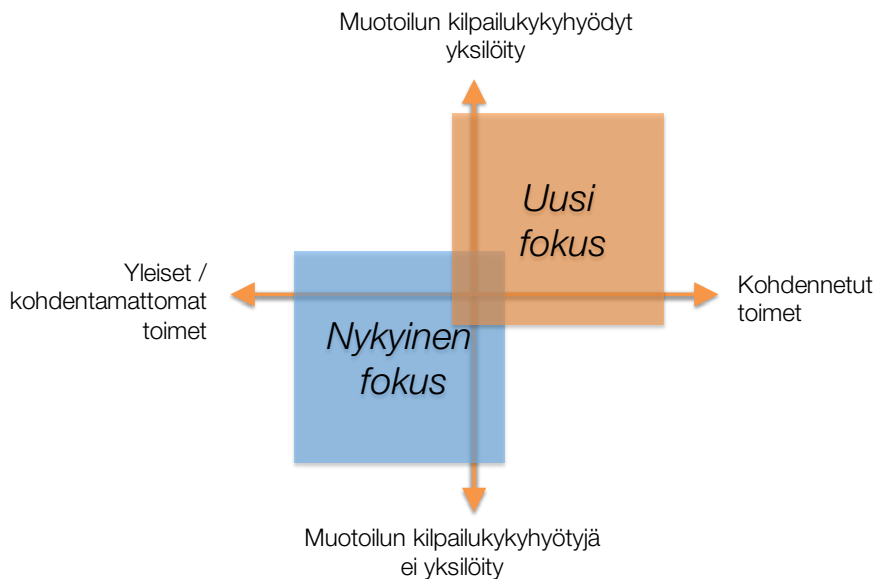 Muotoilun kilpailukykyhyödyt
yksilöity
Uusi
fokus
Yleiset /
kohdentamattomat
toimet
Kohdennetut
toimet
Nykyinen
fokus
Muotoilun kilpailukykyhyötyjä
ei yksilöity